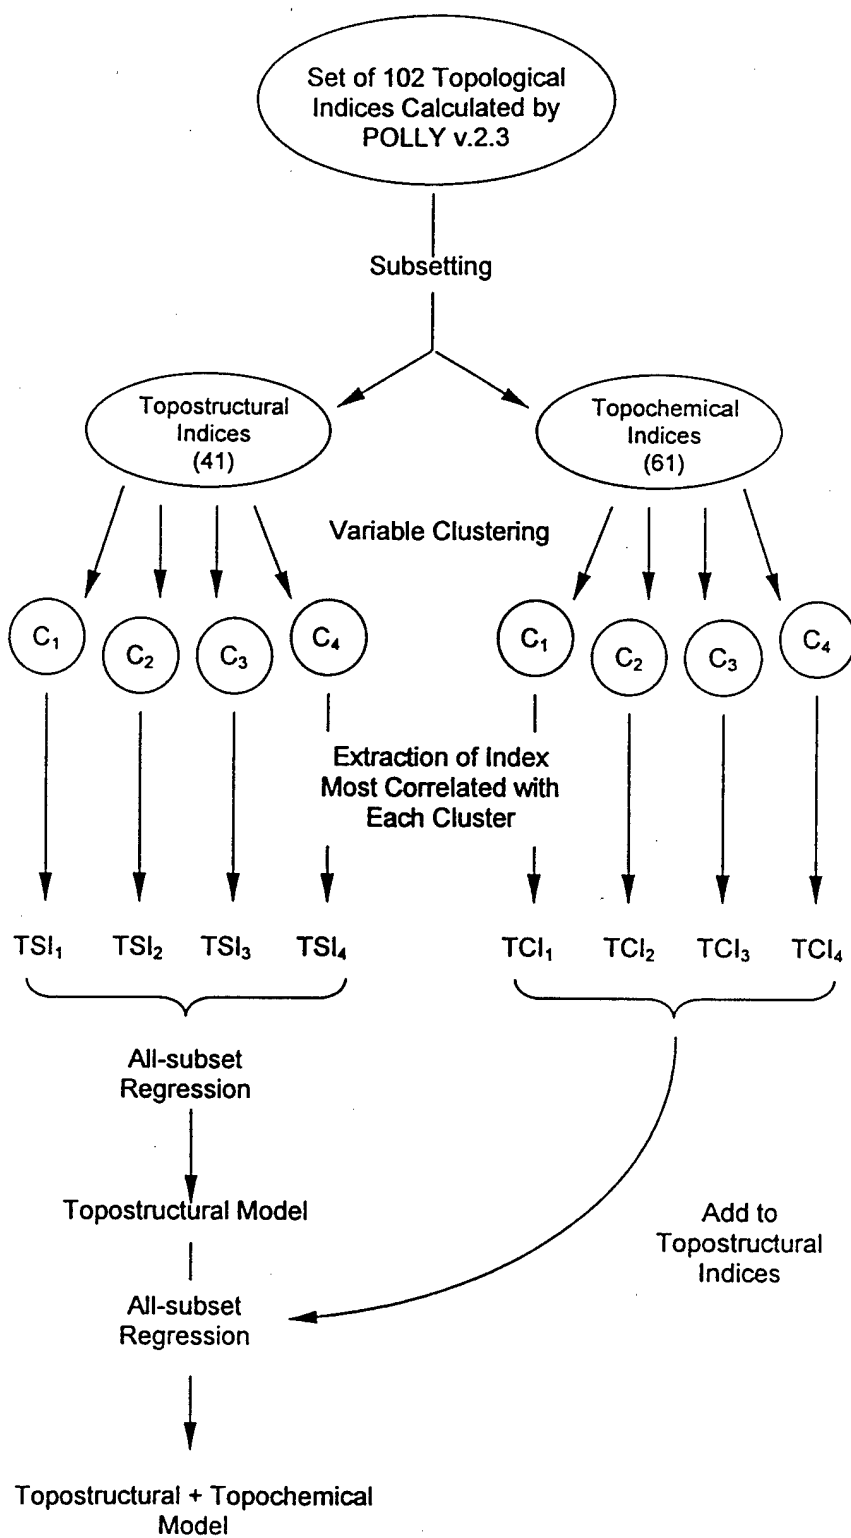 Set of 102 Topological
Indices Calculated by
POLLY v.2.3
Subsetting
Topostructural
Indices
(41)
Topochemical
Indices
(61)
Variable Clustering
C₁
C₂
C₃
C₄
C₁
C₂
C₃
C₄
Extraction of Index
Most Correlated with
Each Cluster
TSI₁
TSI₂
TSI₃
TSI₄
TCI₁
TCI₂
TCI₃
TCI₄
All-subset
Regression
Topostructural Model
Add to
Topostructural
Indices
All-subset
Regression
Topostructural + Topochemical
Model